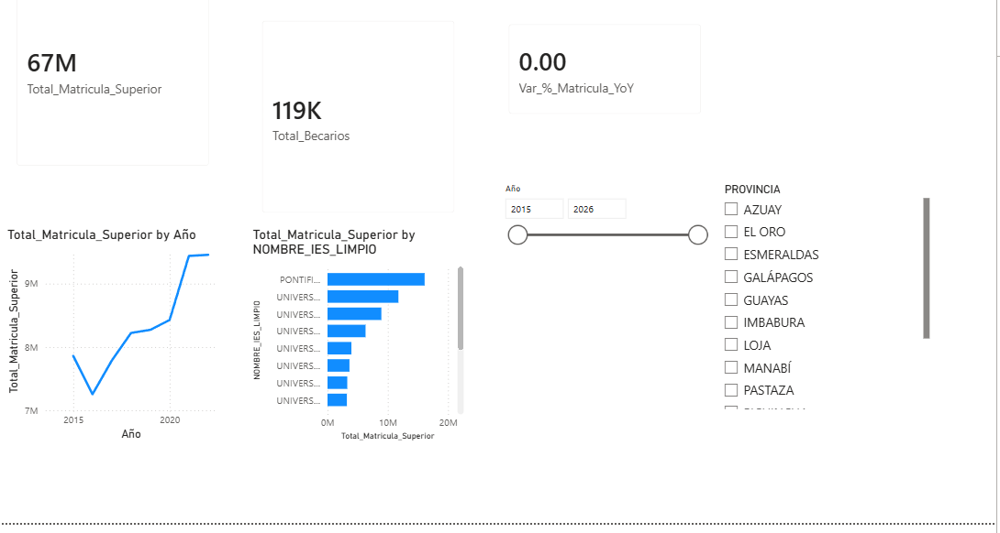 67M
Total_Matricula_Superior
119K
Total_Becarios
0.00
Var_%_Matricula_YoY
Año
2015
2026
PROVINCIA
AZUAY
EL ORO
ESMERALDAS
GALÁPAGOS
GUAYAS
IMBABURA
LOJA
MANABÍ
PASTAZA
Total_Matricula_Superior by Año
Total_Matricula_Superior
9M
8M
7M
2015
2020
Año
Total_Matricula_Superior by
NOMBRE_IES_LIMPIO
NOMBRE_IES_LIMPIO
PONTIFI...
UNIVERS...
UNIVERS...
UNIVERS...
UNIVERS...
UNIVERS...
UNIVERS...
UNIVERS...
0M
10M
20M
Total_Matricula_Superior